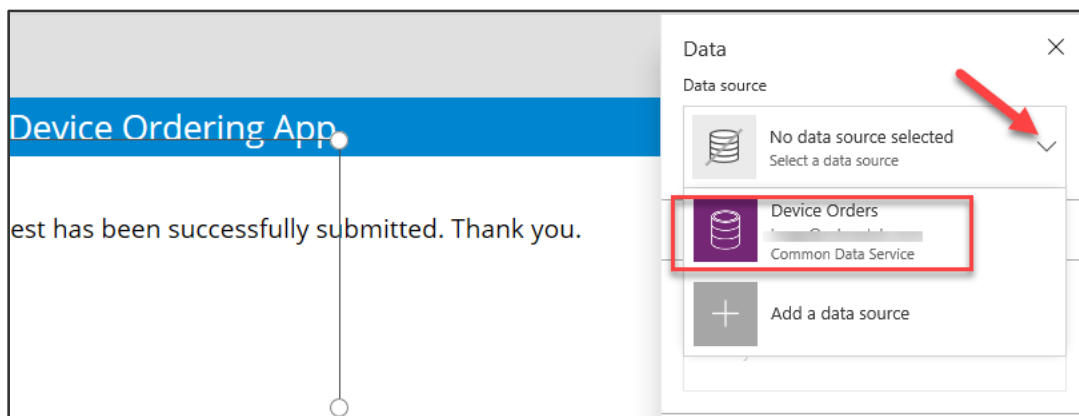 Data
Data source
Device Ordering App
No data source selected
Select a data source
Device Orders
est has been successfully submitted. Thank you.
Common Data Service
Add a data source